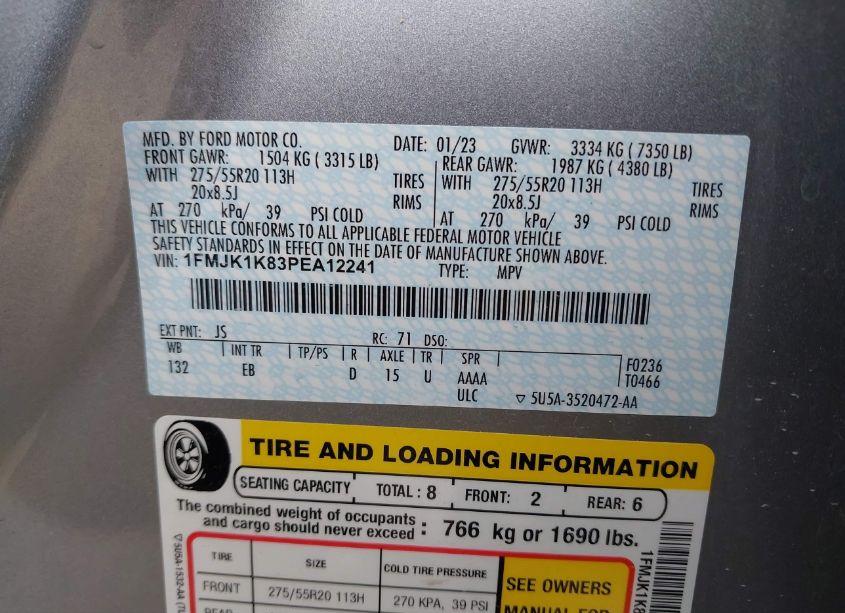 MFD. BY FORD MOTOR CO. DATE: 01/23 GVWR: 3334 KG ( 7350 LB)
FRONT GAWR: 1504 KG ( 3315 LB) REAR GAWR: 1987 KG ( 4380 LB)
WITH 275/55R20 113H TIRES WITH 275/55R20 113H TIRES
20x8.5J RIMS 20x8.5J RIMS
AT 270 kPa/ 39 PSI COLD AT 270 kPa/ 39 PSI COLD
THIS VEHICLE CONFORMS TO ALL APPLICABLE FEDERAL MOTOR VEHICLE
SAFETY STANDARDS IN EFFECT ON THE DATE OF MANUFACTURE SHOWN ABOVE.
VIN: 1FMJK1K83PEA12241 TYPE: MPV
EXT PNT: JS RC: 71 DSO:
WB INT TR TP/PS R AXLE TR SPR F0236
132 EB D 15 U AAAA T0466
ULC ▽ 5U5A-3520472-AA
TIRE AND LOADING INFORMATION
SEATING CAPACITY TOTAL : 8 FRONT: 2 REAR: 6
The combined weight of occupants
and cargo should never exceed : 766 kg or 1690 lbs.
TIRE SIZE COLD TIRE PRESSURE
FRONT 275/55R20 113H 270 KPA, 39 PSI
SEE OWNERS
MANUAL FOR
▽5U5A-1532-AA
1FMJK1K8